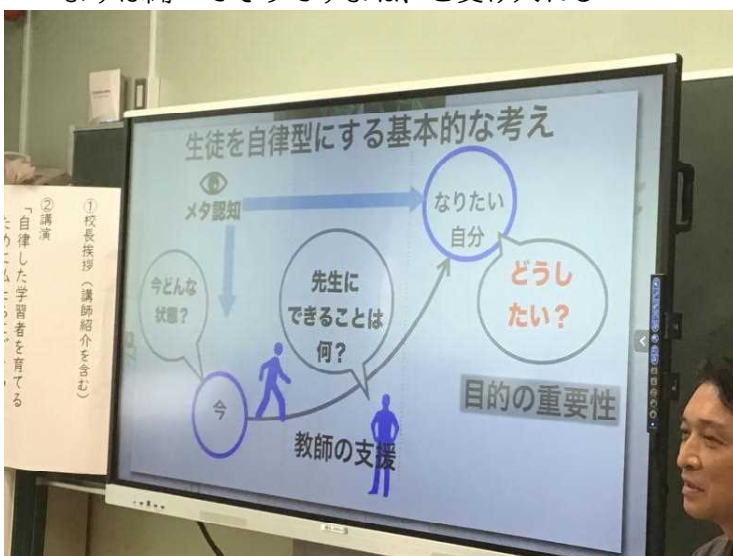 生徒を自律型にする基本的な考え
メタ認知
なりたい
自分
今どんな
状態？
先生に
できることは
何？
どうし
たい？
今
目的の重要性
教師の支援
①校長挨拶（講師紹介を含む）
②講演
「自律した学習者を育てる